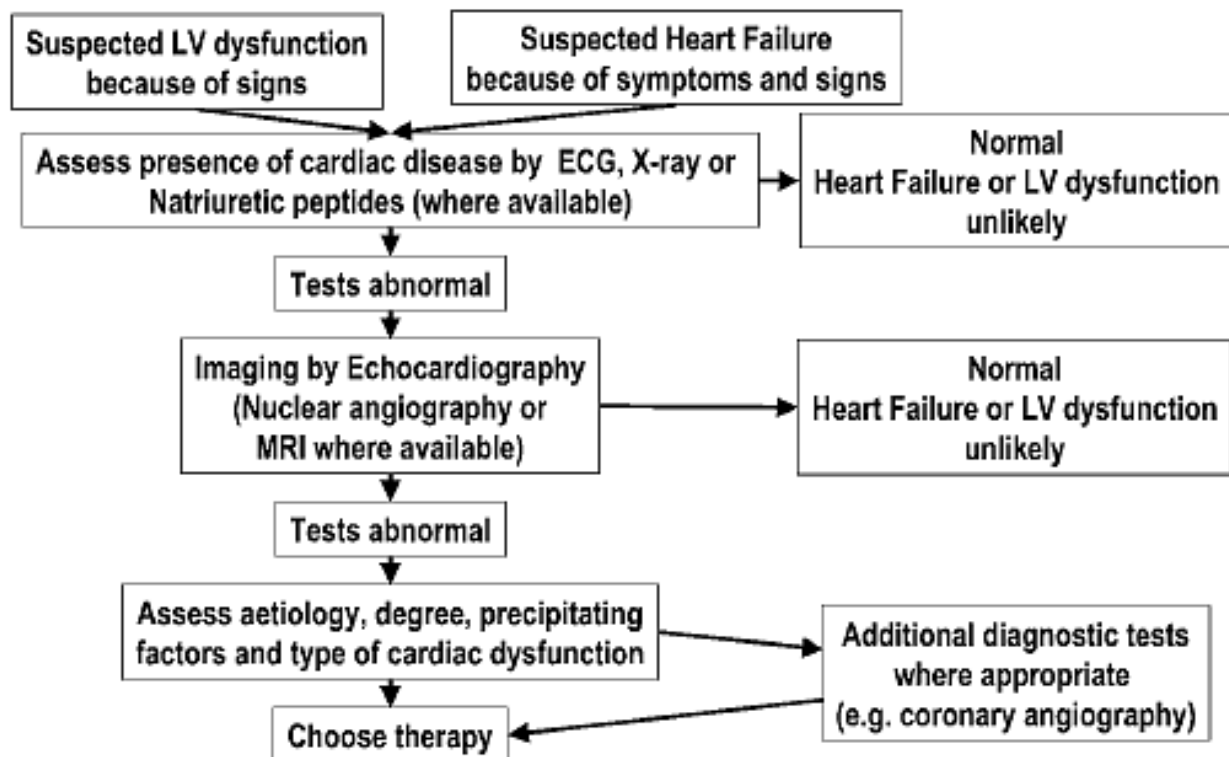 Suspected LV dysfunction
because of signs
Suspected Heart Failure
because of symptoms and signs
Assess presence of cardiac disease by ECG, X-ray or
Natriuretic peptides (where available)
Normal
Heart Failure or LV dysfunction
unlikely
Tests abnormal
Imaging by Echocardiography
(Nuclear angiography or
MRI where available)
Normal
Heart Failure or LV dysfunction
unlikely
Tests abnormal
Assess aetiology, degree, precipitating
factors and type of cardiac dysfunction
Additional diagnostic tests
where appropriate
(e.g. coronary angiography)
Choose therapy